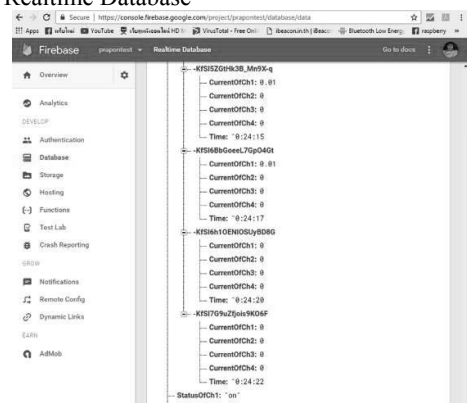 Realtime Database
Secure | https://console.firebase.google.com/project/prapontest/database/data
Apps YouTube VirusTotal - Free Onli ibeacon.in.th | ibeaco Bluetooth Low Energ raspberry »
Firebase prapontest Realtime Database Go to docs
Overview
Analytics
DEVELOP
Authentication
Database
Storage
Hosting
Functions
Test Lab
Crash Reporting
GROW
Notifications
Remote Config
Dynamic Links
EARN
AdMob
-KfSI5ZGtHk3B_Mn9X-q
CurrentOfCh1: 0.01
CurrentOfCh2: 0
CurrentOfCh3: 0
CurrentOfCh4: 0
Time: "0:24:15
-KfSI6BbGoeeL7GpO4Gt
CurrentOfCh1: 0.01
CurrentOfCh2: 0
CurrentOfCh3: 0
CurrentOfCh4: 0
Time: "0:24:17
-KfSI6h1OENIOSUyBD8G
CurrentOfCh1: 0
CurrentOfCh2: 0
CurrentOfCh3: 0
CurrentOfCh4: 0
Time: "0:24:20
-KfSI7G9uZfjois9KO6F
CurrentOfCh1: 0
CurrentOfCh2: 0
CurrentOfCh3: 0
CurrentOfCh4: 0
Time: "0:24:22
StatusOfCh1: "on"